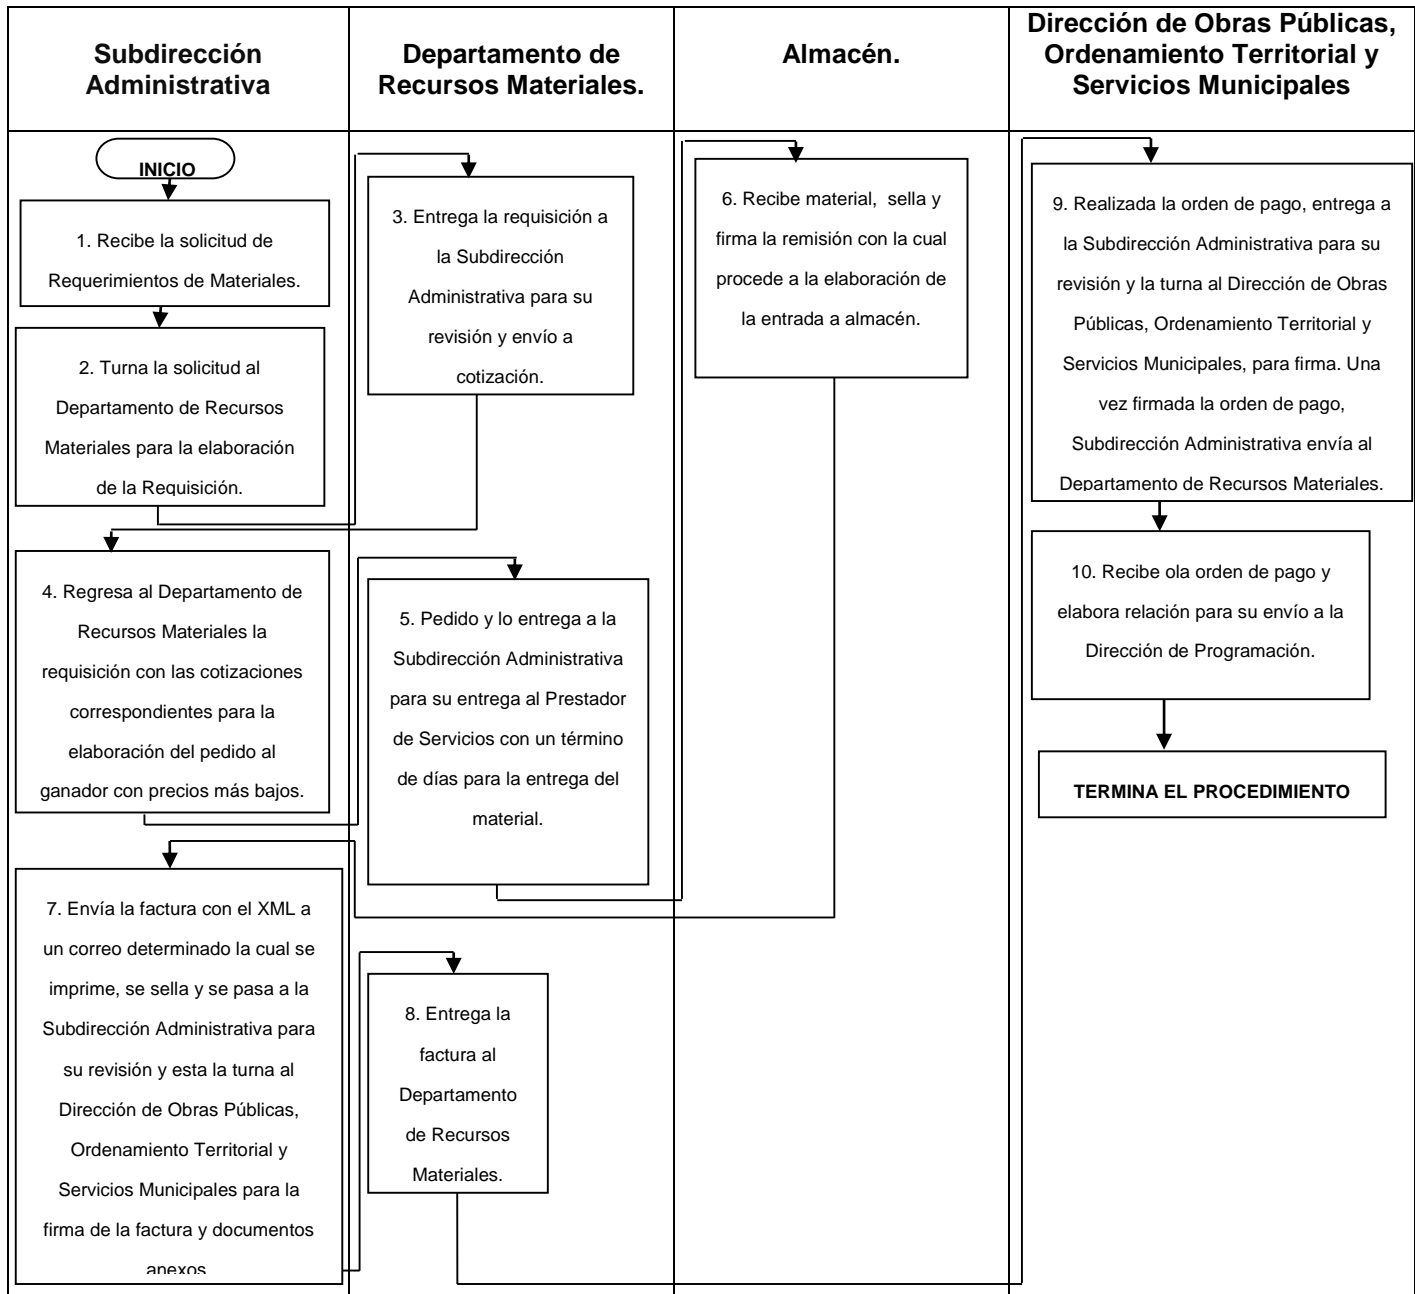 Subdirección
Administrativa
Departamento de
Recursos Materiales.
Almacén.
Dirección de Obras Públicas,
Ordenamiento Territorial y
Servicios Municipales
INICIO
1. Recibe la solicitud de
Requerimientos de Materiales.
2. Turna la solicitud al
Departamento de Recursos
Materiales para la elaboración
de la Requisición.
3. Entrega la requisición a
la Subdirección
Administrativa para su
revisión y envío a
cotización.
4. Regresa al Departamento de
Recursos Materiales la
requisición con las cotizaciones
correspondientes para la
elaboración del pedido al
ganador con precios más bajos.
5. Pedido y lo entrega a la
Subdirección Administrativa
para su entrega al Prestador
de Servicios con un término
de días para la entrega del
material.
6. Recibe material, sella y
firma la remisión con la cual
procede a la elaboración de
la entrada a almacén.
7. Envía la factura con el XML a
un correo determinado la cual se
imprime, se sella y se pasa a la
Subdirección Administrativa para
su revisión y esta la turna al
Dirección de Obras Públicas,
Ordenamiento Territorial y
Servicios Municipales para la
firma de la factura y documentos
anexos
8. Entrega la
factura al
Departamento
de Recursos
Materiales.
9. Realizada la orden de pago, entrega a
la Subdirección Administrativa para su
revisión y la turna al Dirección de Obras
Públicas, Ordenamiento Territorial y
Servicios Municipales, para firma. Una
vez firmada la orden de pago,
Subdirección Administrativa envía al
Departamento de Recursos Materiales.
10. Recibe ola orden de pago y
elabora relación para su envío a la
Dirección de Programación.
TERMINA EL PROCEDIMIENTO